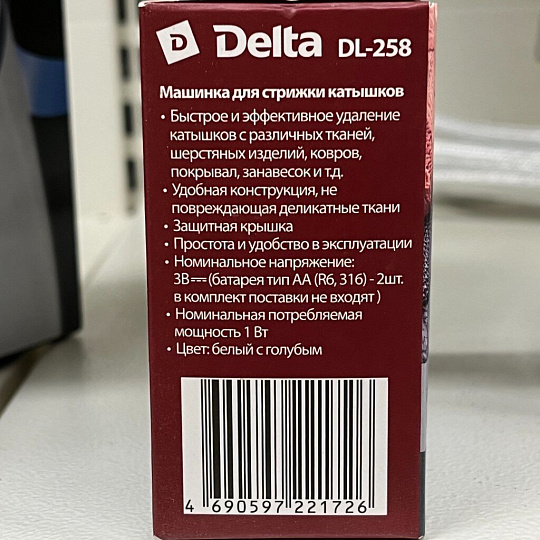 Delta DL-258
Машинка для стрижки катышков
• Быстрое и эффективное удаление
катышков с различных тканей,
шерстяных изделий, ковров,
покрывал, занавесок и т.д.
• Удобная конструкция, не
повреждающая деликатные ткани
• Защитная крышка
• Простота и удобство в эксплуатации
• Номинальное напряжение:
3В⎓(батарея тип АА (R6, 316) - 2шт.
в комплект поставки не входят )
• Номинальная потребляемая
мощность 1 Вт
• Цвет: белый с голубым
4 690597 221726